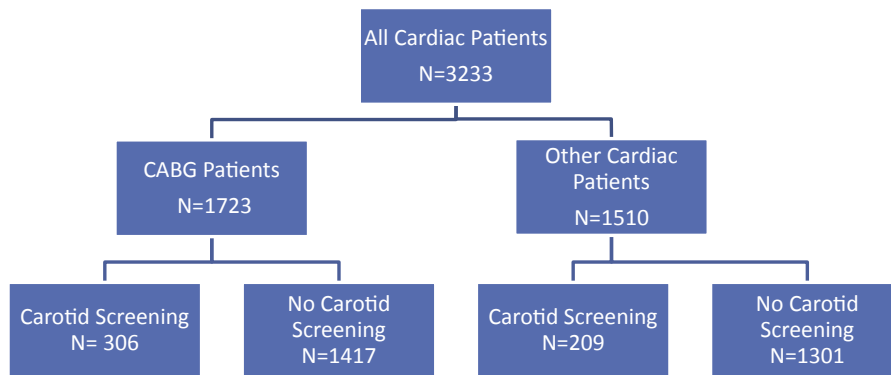 All Cardiac Patients
N=3233
CABG Patients
N=1723
Other Cardiac
Patients
N=1510
Carotid Screening
N= 306
No Carotid
Screening
N=1417
Carotid Screening
N=209
No Carotid
Screening
N=1301